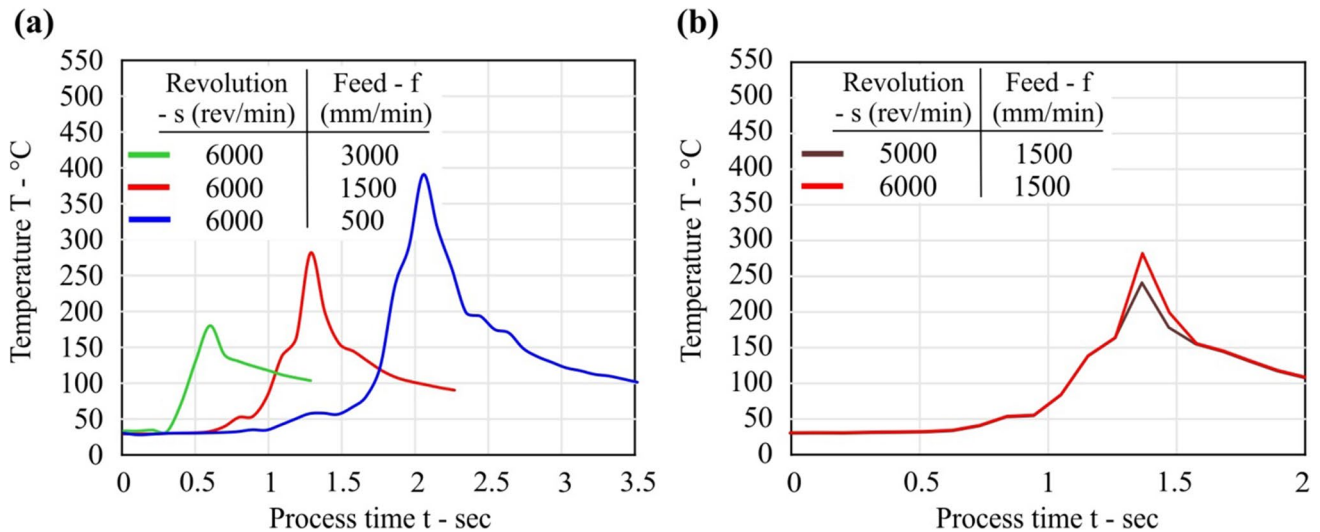 (a)
550
500
450
400
350
300
250
200
150
100
50
0
Temperature T - °C
Revolution Feed - f
- s (rev/min) (mm/min)
6000 3000
6000 1500
6000 500
0 0.5 1 1.5 2 2.5 3 3.5
Process time t - sec
(b)
550
500
450
400
350
300
250
200
150
100
50
0
Temperature T - °C
Revolution Feed - f
- s (rev/min) (mm/min)
5000 1500
6000 1500
0 0.5 1 1.5 2
Process time t - sec